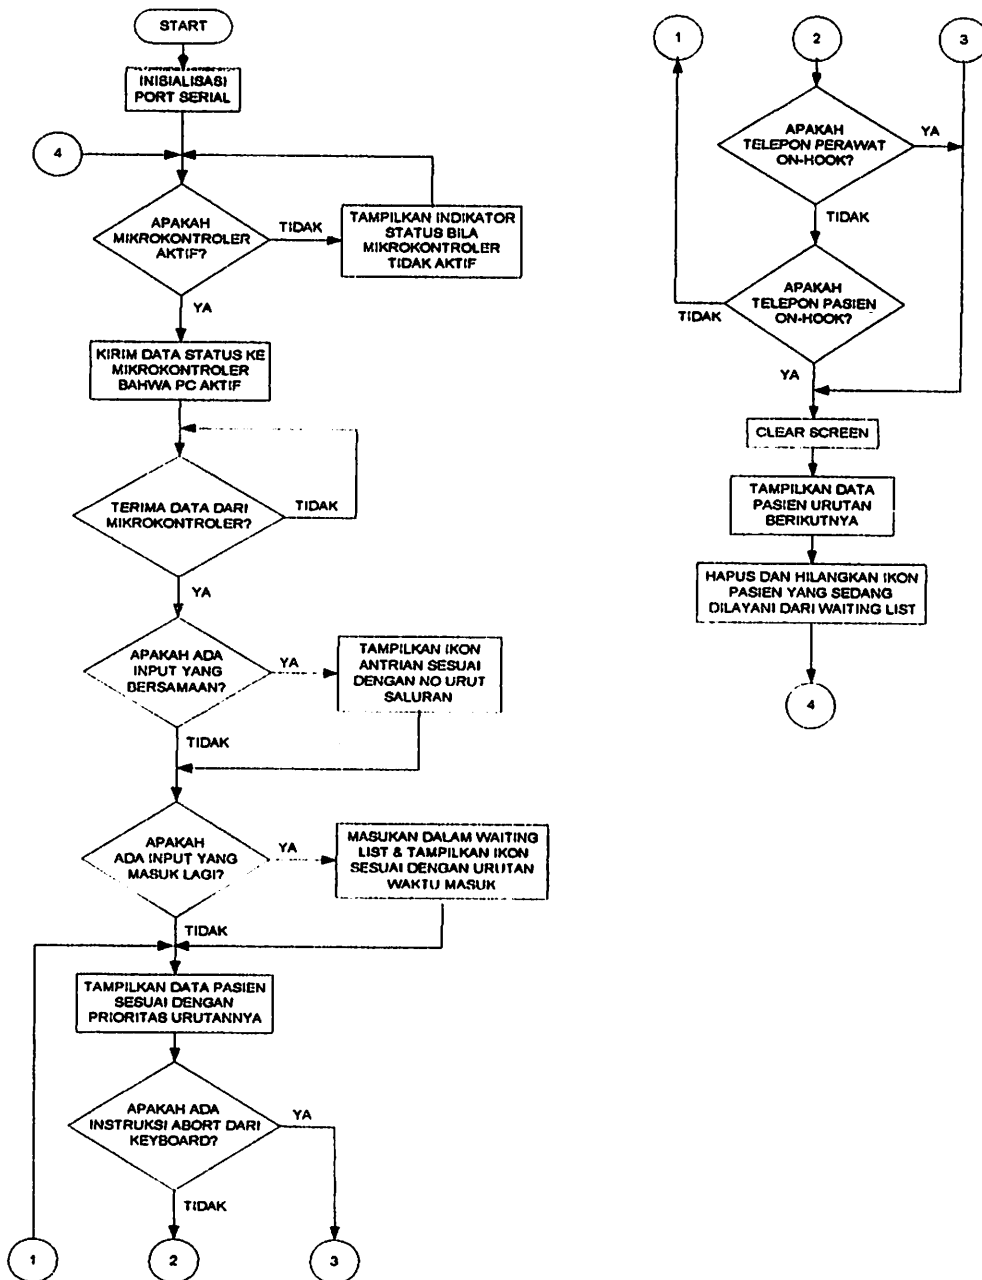 START
INISIALISASI
PORT SERIAL
4
APAKAH
MIKROKONTROLER
AKTIF?
TIDAK
TAMPILKAN INDIKATOR
STATUS BILA
MIKROKONTROLER
TIDAK AKTIF
YA
KIRIM DATA STATUS KE
MIKROKONTROLER
BAHWA PC AKTIF
TERIMA DATA DARI
MIKROKONTROLER?
TIDAK
YA
APAKAH ADA
INPUT YANG
BERSAMAAN?
YA
TAMPILKAN IKON
ANTRIAN SESUAI
DENGAN NO URUT
SALURAN
TIDAK
APAKAH
ADA INPUT YANG
MASUK LAGI?
YA
MASUKAN DALAM WAITING
LIST & TAMPILKAN IKON
SESUAI DENGAN URUTAN
WAKTU MASUK
TIDAK
TAMPILKAN DATA PASIEN
SESUAI DENGAN
PRIORITAS URUTANNYA
APAKAH ADA
INSTRUKSI ABORT DARI
KEYBOARD?
YA
TIDAK
1
2
3
1
2
3
APAKAH
TELEPON PERAWAT
ON-HOOK?
YA
TIDAK
APAKAH
TELEPON PASIEN
ON-HOOK?
TIDAK
YA
CLEAR SCREEN
TAMPILKAN DATA
PASIEN URUTAN
BERIKUTNYA
HAPUS DAN HILANGKAN IKON
PASIEN YANG SEDANG
DILAYANI DARI WAITING LIST
4